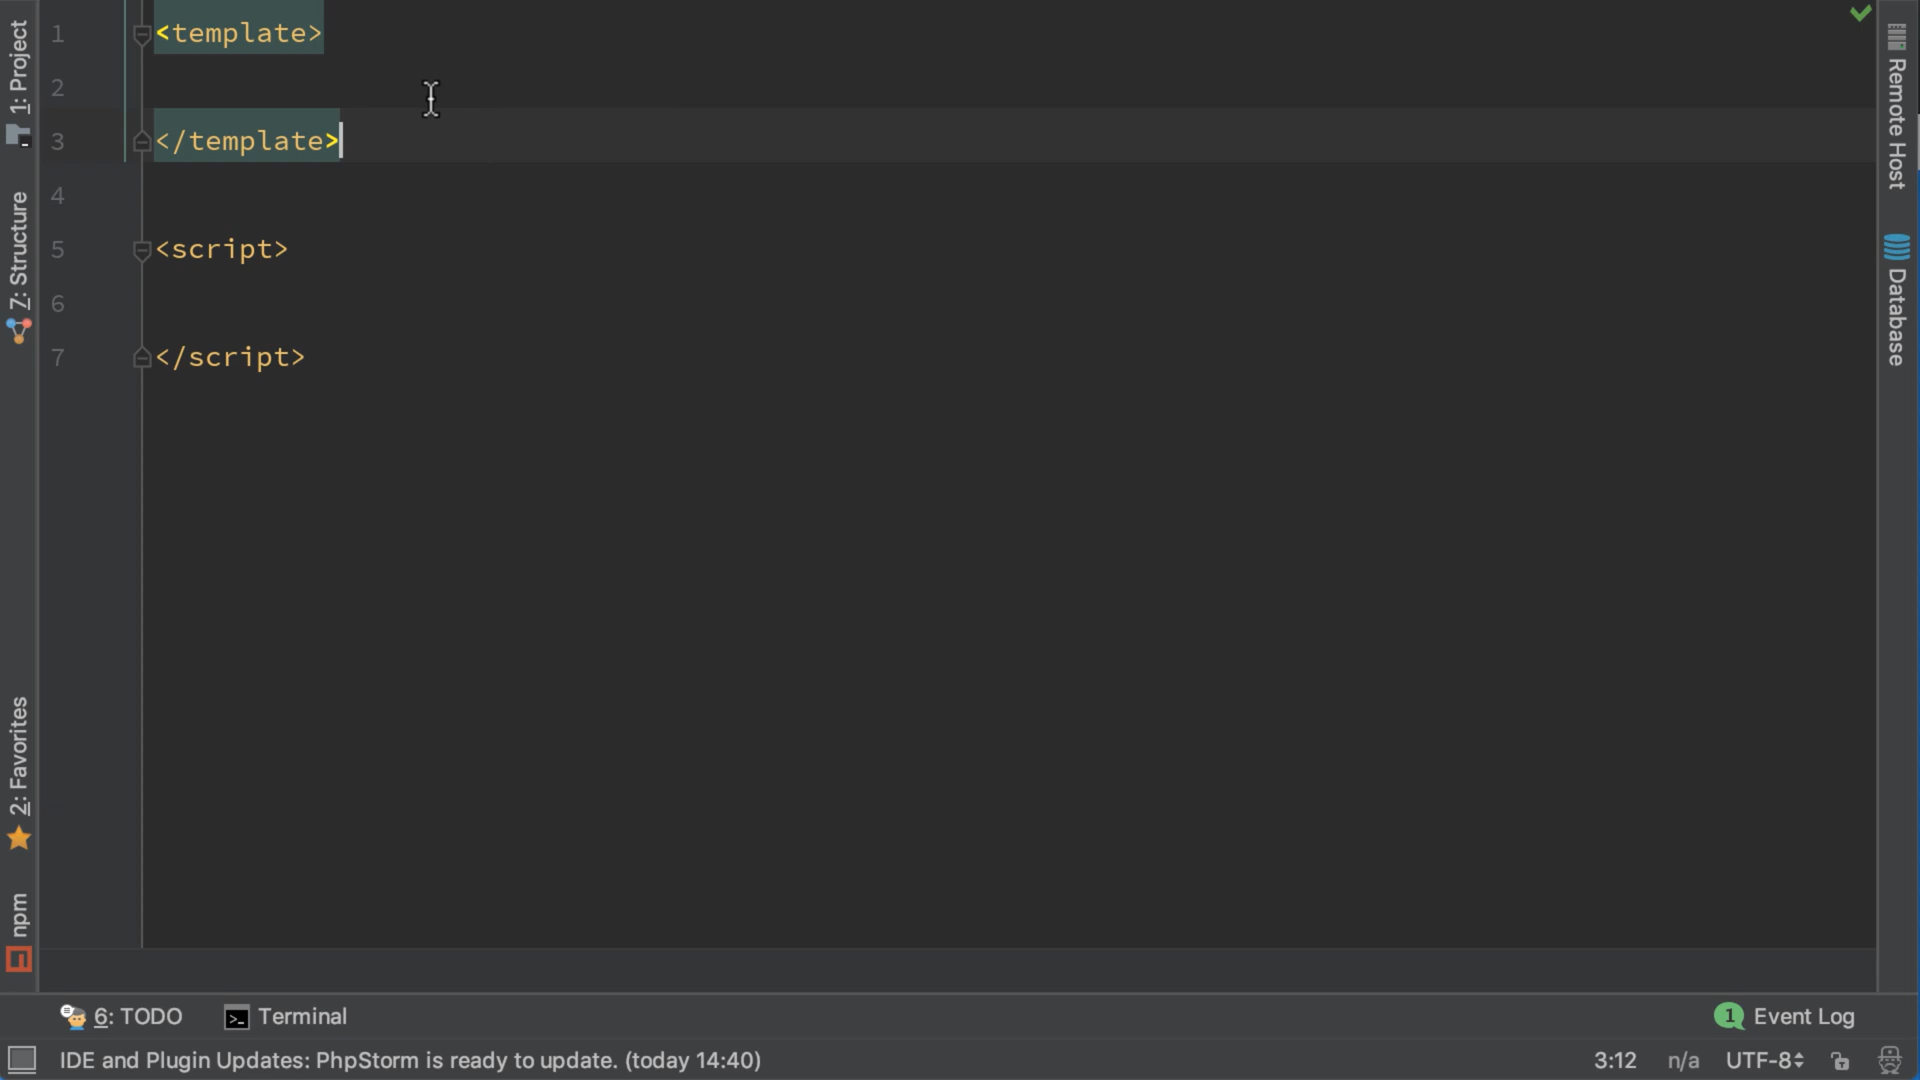 1 <template>
2
3 </template>
4
5 <script>
6
7 </script>
1: Project
Z: Structure
2: Favorites
npm
Remote Host
Database
6: TODO
Terminal
1 Event Log
IDE and Plugin Updates: PhpStorm is ready to update. (today 14:40)
3:12 n/a UTF-8